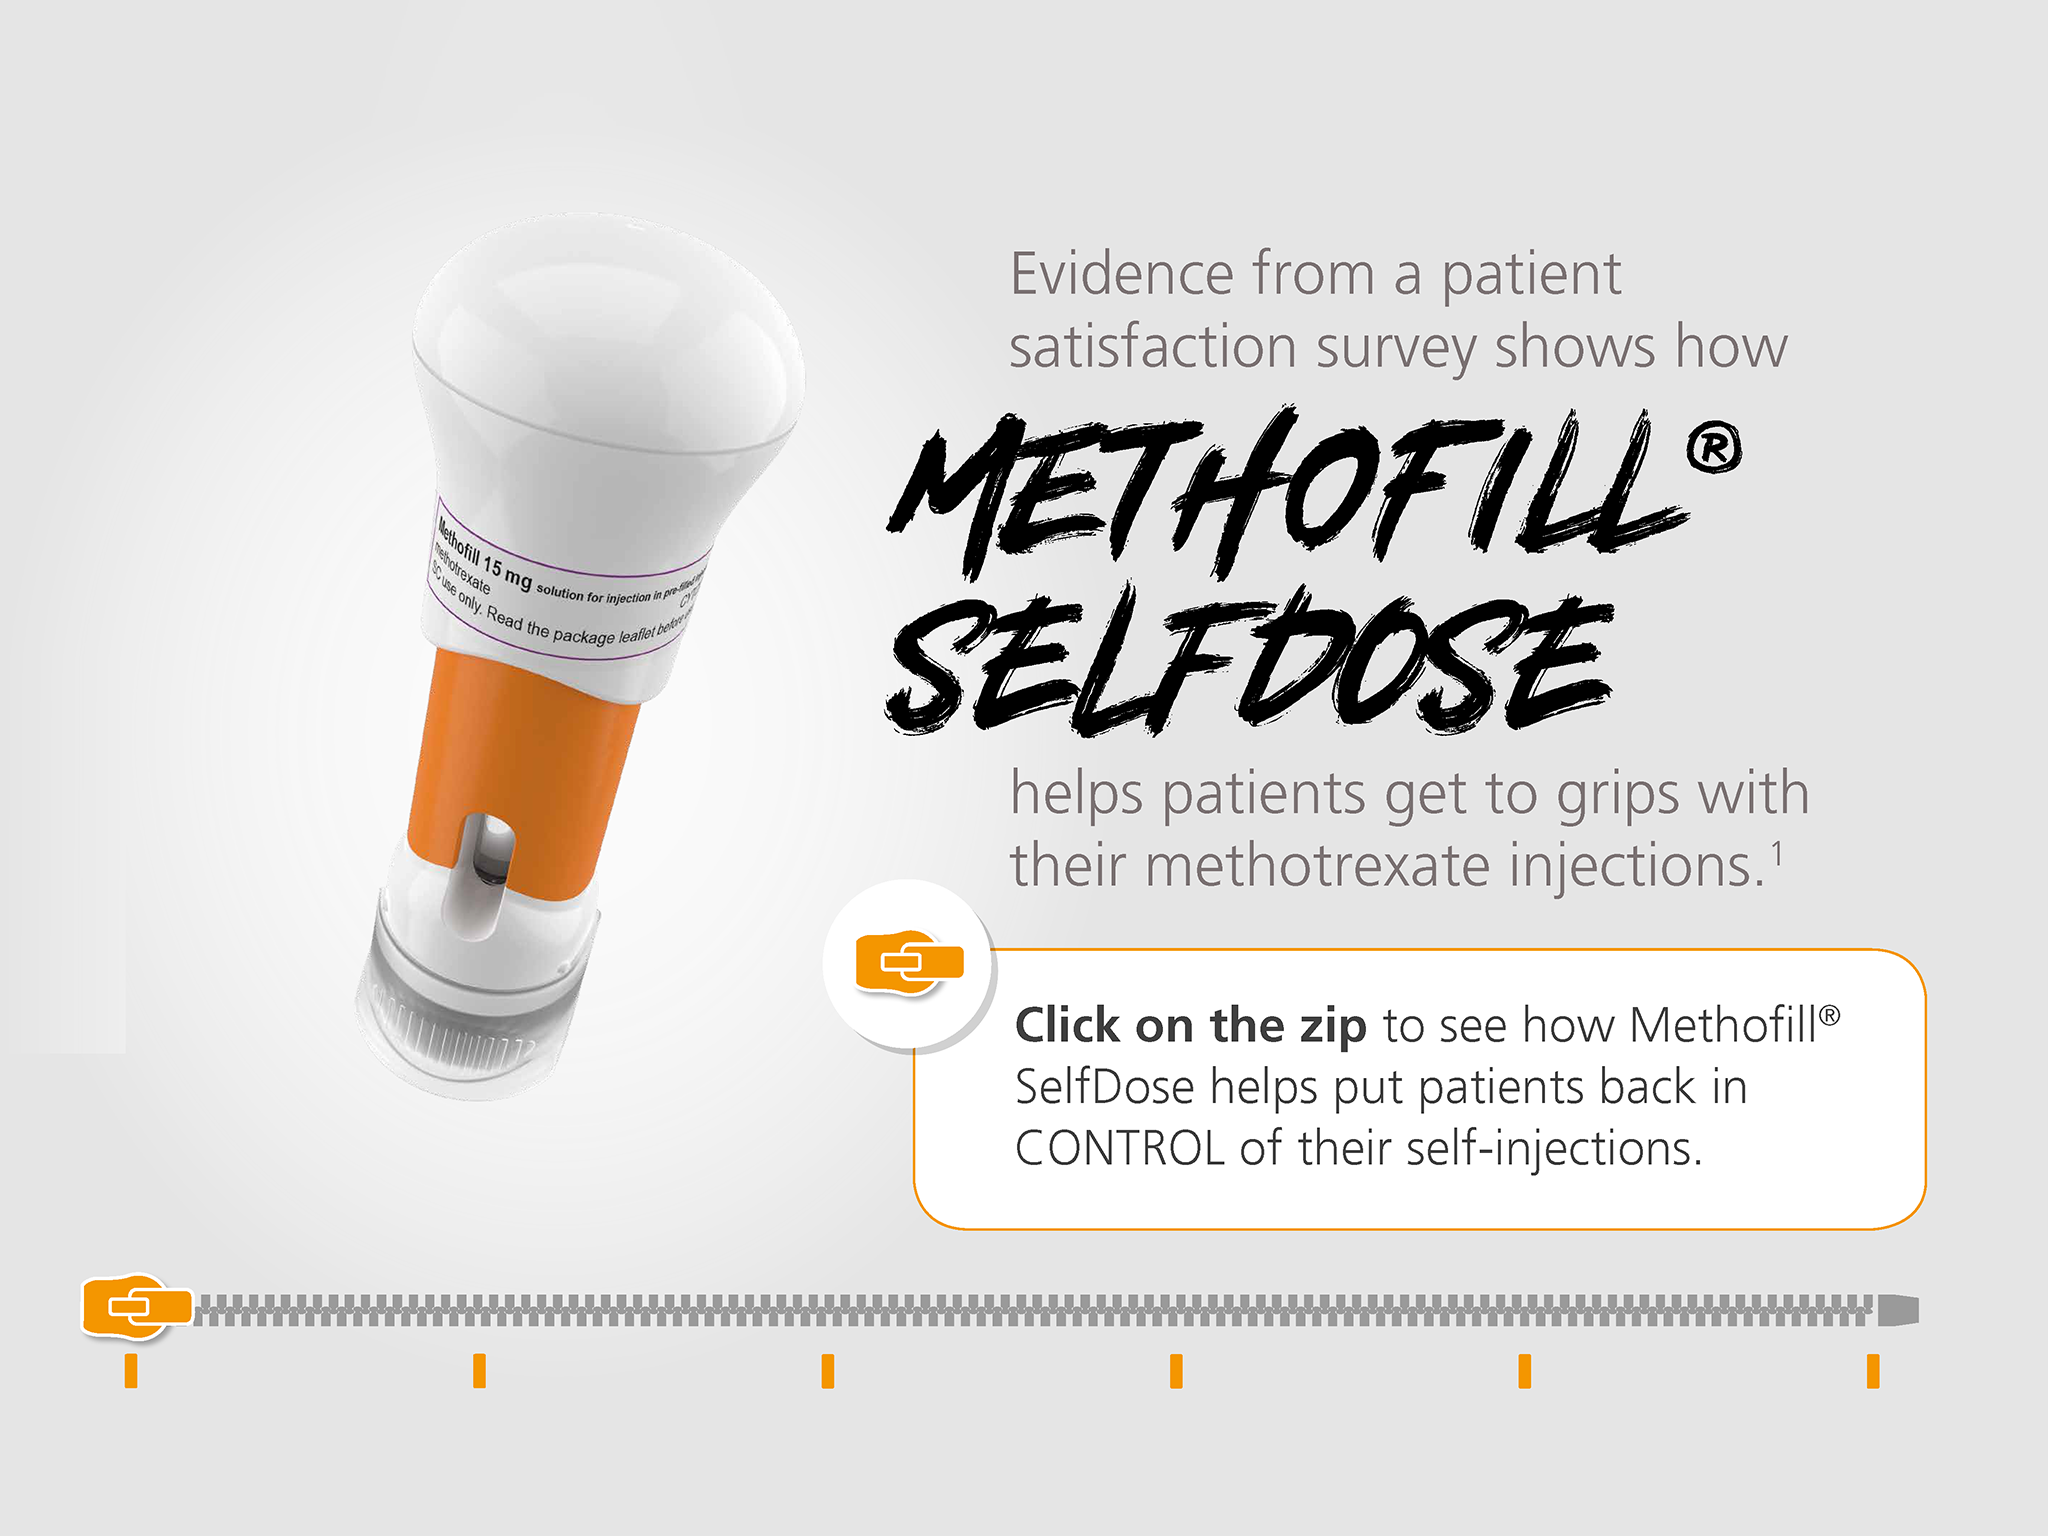 Evidence from a patient
satisfaction survey shows how
METHOFILL®
SELFDOSE
helps patients get to grips with
their methotrexate injections.1
Click on the zip to see how Methofill®
SelfDose helps put patients back in
CONTROL of their self-injections.
Methofill 15 mg solution for injection in pre-filled
methotrexate
SC use only. Read the package leaflet before